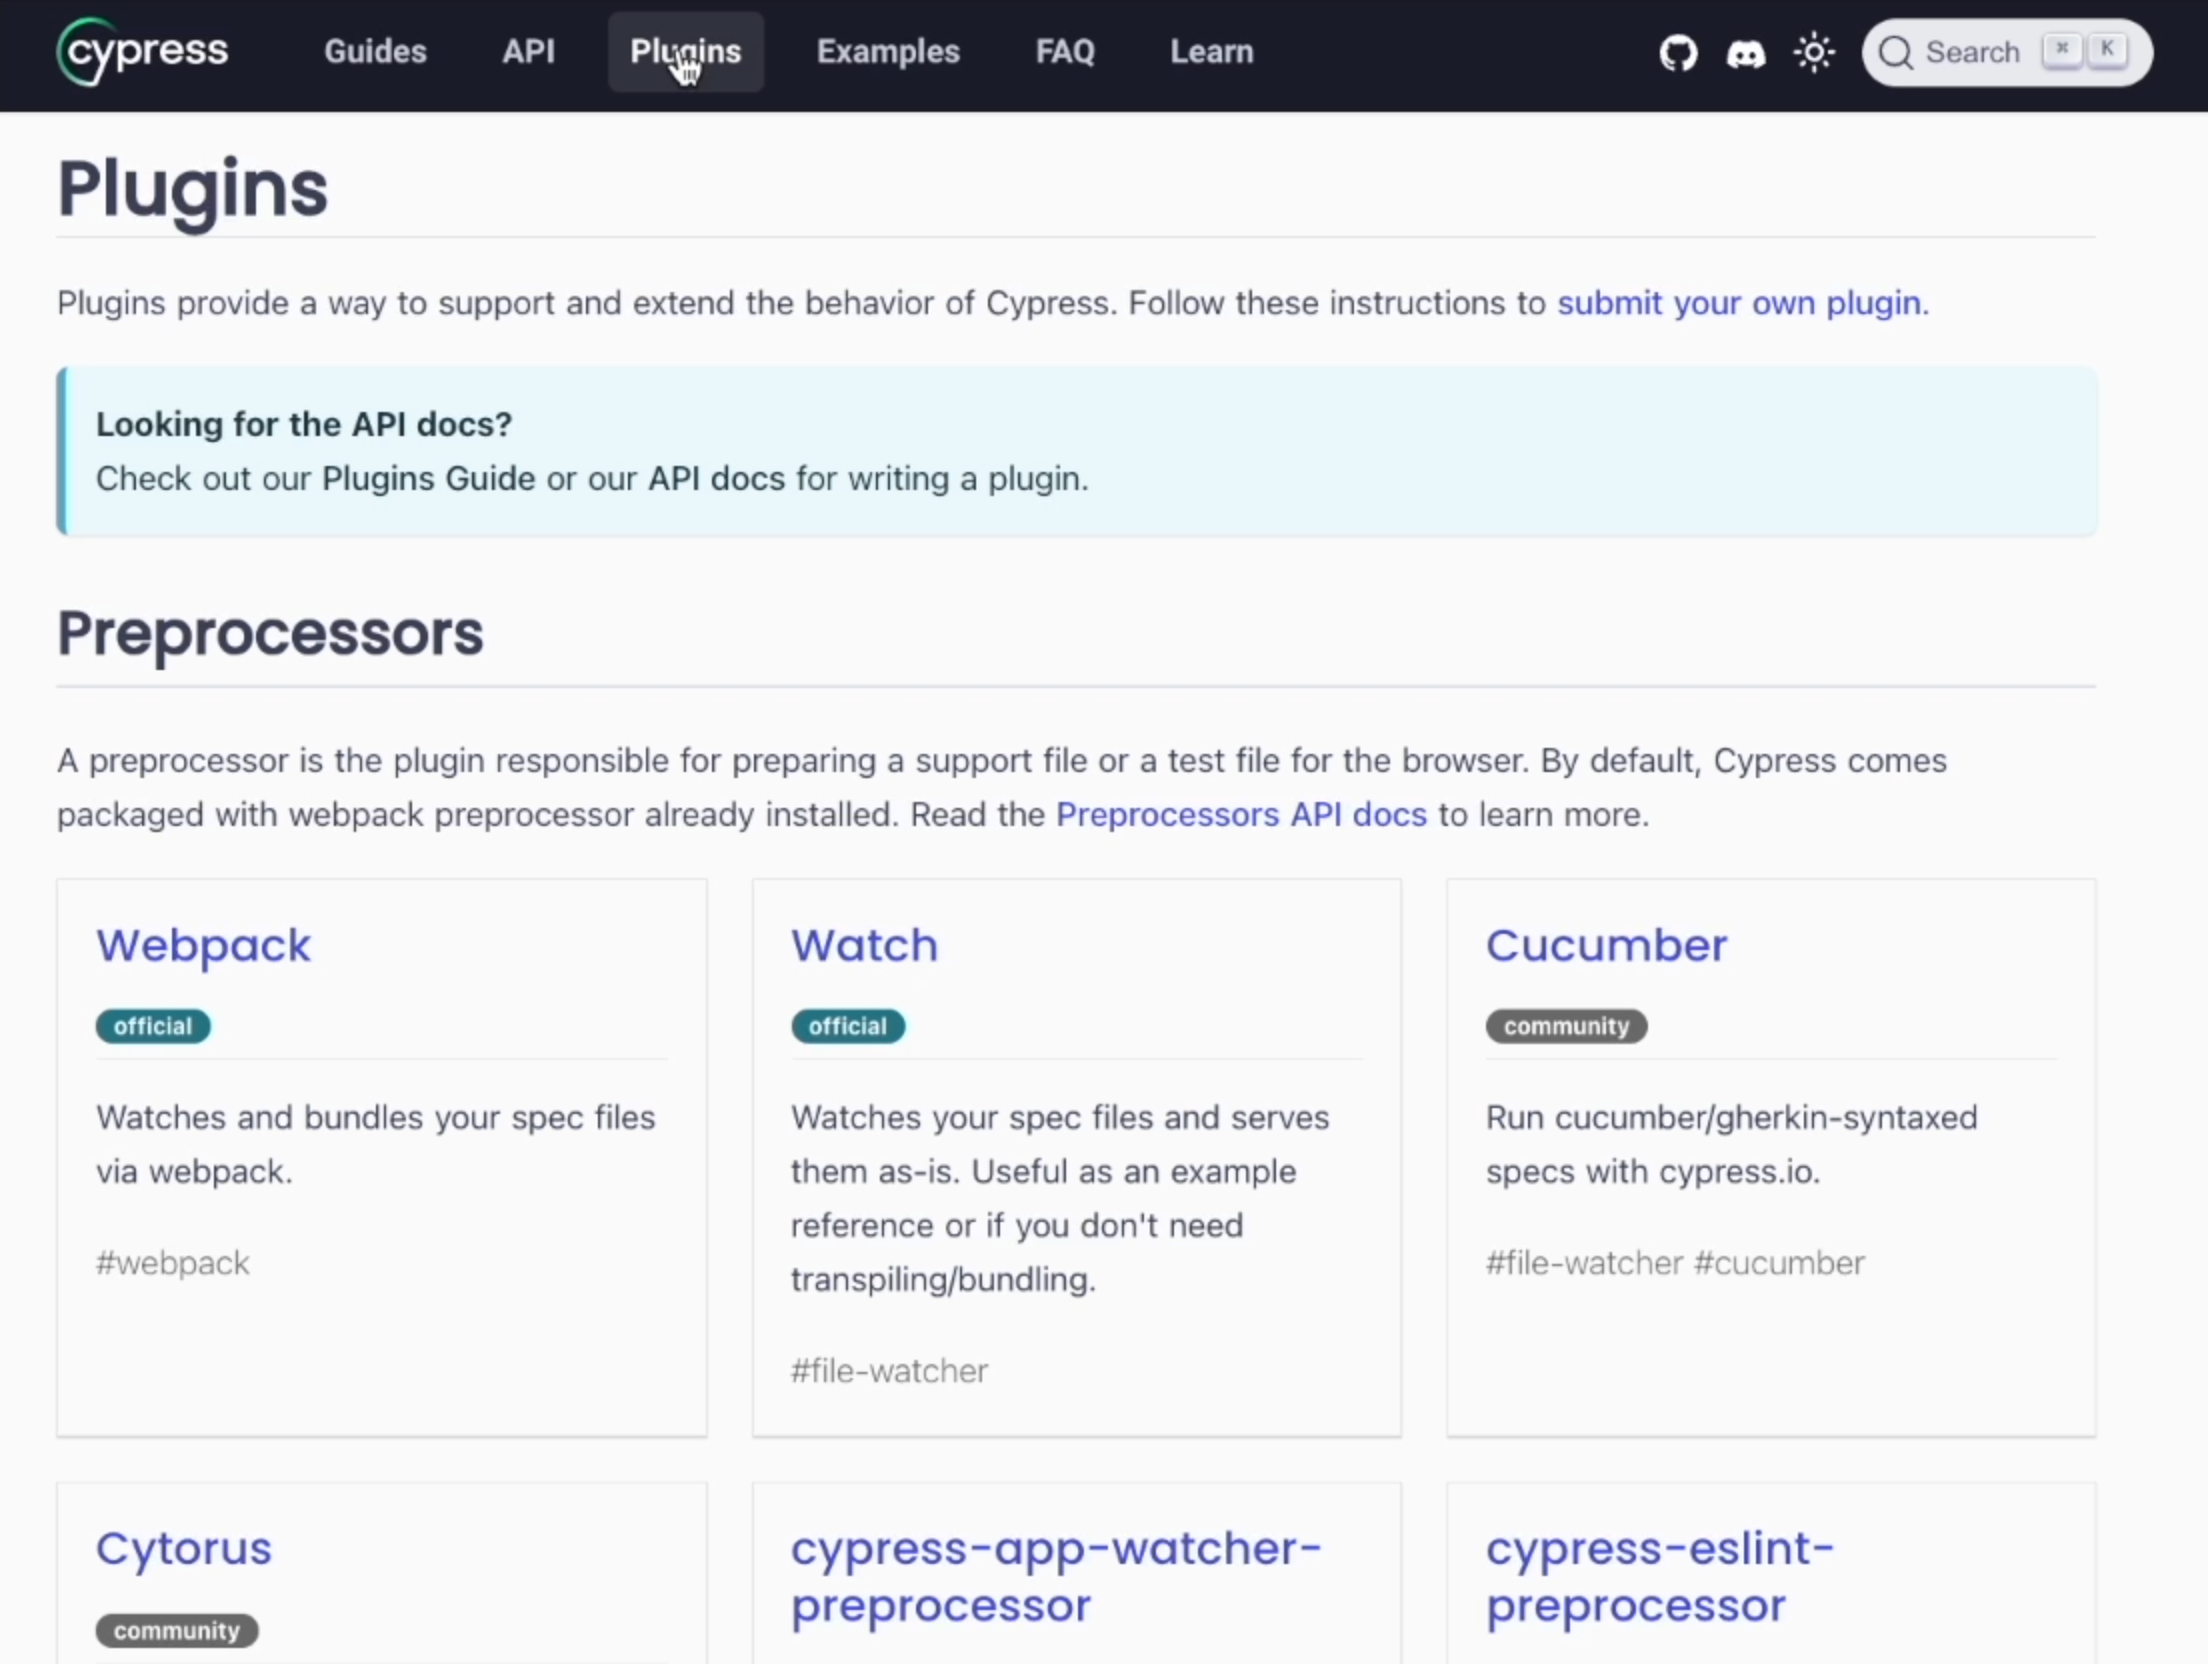 cypress Guides API Plugins Examples FAQ Learn Search ⌘ K
Plugins
Plugins provide a way to support and extend the behavior of Cypress. Follow these instructions to submit your own plugin.
Looking for the API docs?
Check out our Plugins Guide or our API docs for writing a plugin.
Preprocessors
A preprocessor is the plugin responsible for preparing a support file or a test file for the browser. By default, Cypress comes
packaged with webpack preprocessor already installed. Read the Preprocessors API docs to learn more.
Webpack
official
Watches and bundles your spec files
via webpack.
#webpack
Watch
official
Watches your spec files and serves
them as-is. Useful as an example
reference or if you don't need
transpiling/bundling.
#file-watcher
Cucumber
community
Run cucumber/gherkin-syntaxed
specs with cypress.io.
#file-watcher #cucumber
Cytorus
community
cypress-app-watcher-
preprocessor
cypress-eslint-
preprocessor